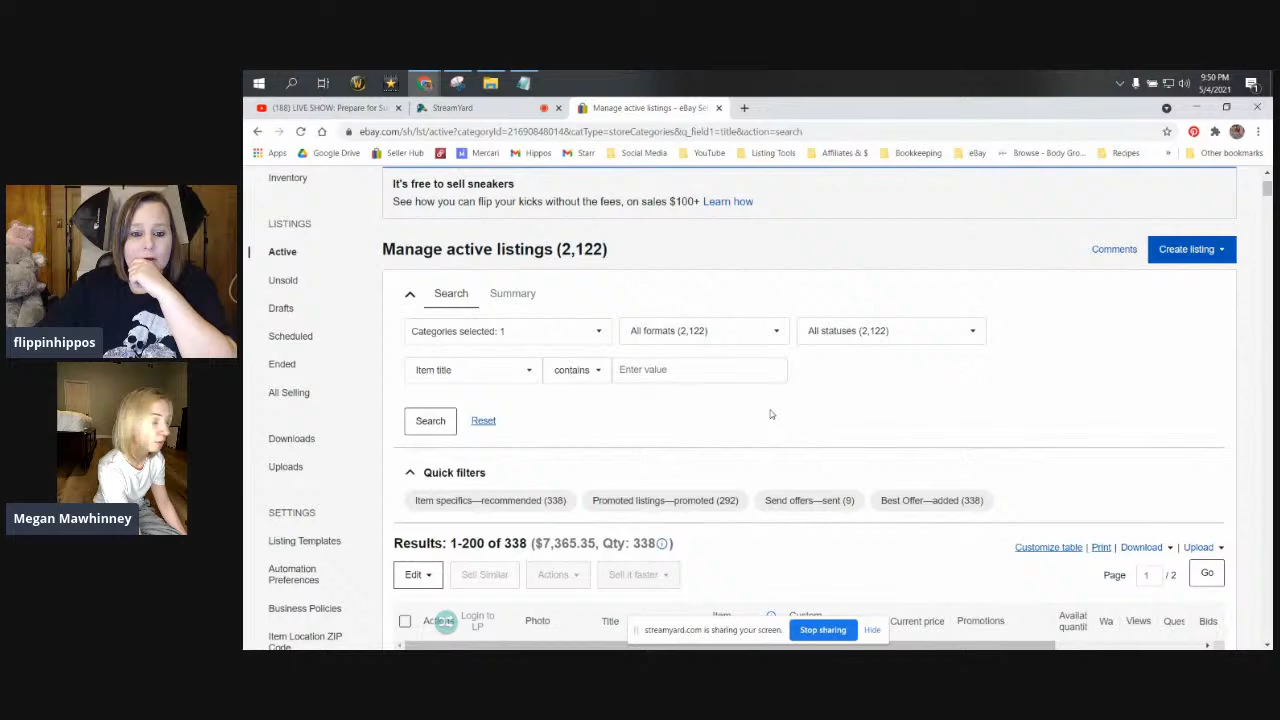 9:50 PM
5/4/2021
(188) LIVE SHOW: Prepare for Su
StreamYard
Manage active listings - eBay Sel
ebay.com/sh/lst/active?categoryId=21690848014&catType=storeCategories&q_field1=title&action=search
Apps
Google Drive
Seller Hub
Mercari
Hippos
Starr
Social Media
YouTube
Listing Tools
Affiliates & $
Bookkeeping
eBay
Browse - Body Gro...
Recipes
»
Other bookmarks
Inventory
LISTINGS
Active
Unsold
Drafts
Scheduled
Ended
All Selling
Downloads
Uploads
SETTINGS
Listing Templates
Automation
Preferences
Business Policies
Item Location ZIP
Code
It's free to sell sneakers
See how you can flip your kicks without the fees, on sales $100+ Learn how
Manage active listings (2,122)
Comments
Create listing
Search Summary
Categories selected: 1
All formats (2,122)
All statuses (2,122)
Item title
contains
Enter value
Search
Reset
Quick filters
Item specifics—recommended (338)
Promoted listings—promoted (292)
Send offers—sent (9)
Best Offer—added (338)
Results: 1-200 of 338 ($7,365.35, Qty: 338)
Customize table | Print | Download | Upload
Edit
Sell Similar
Actions
Sell it faster
Page 1 / 2
Go
Login to
LP
Photo
Title
Current price
Promotions
Availat
quantit
Wa
Views
Ques
Bids
streamyard.com is sharing your screen.
Stop sharing
Hide
flippinhippos
Megan Mawhinney